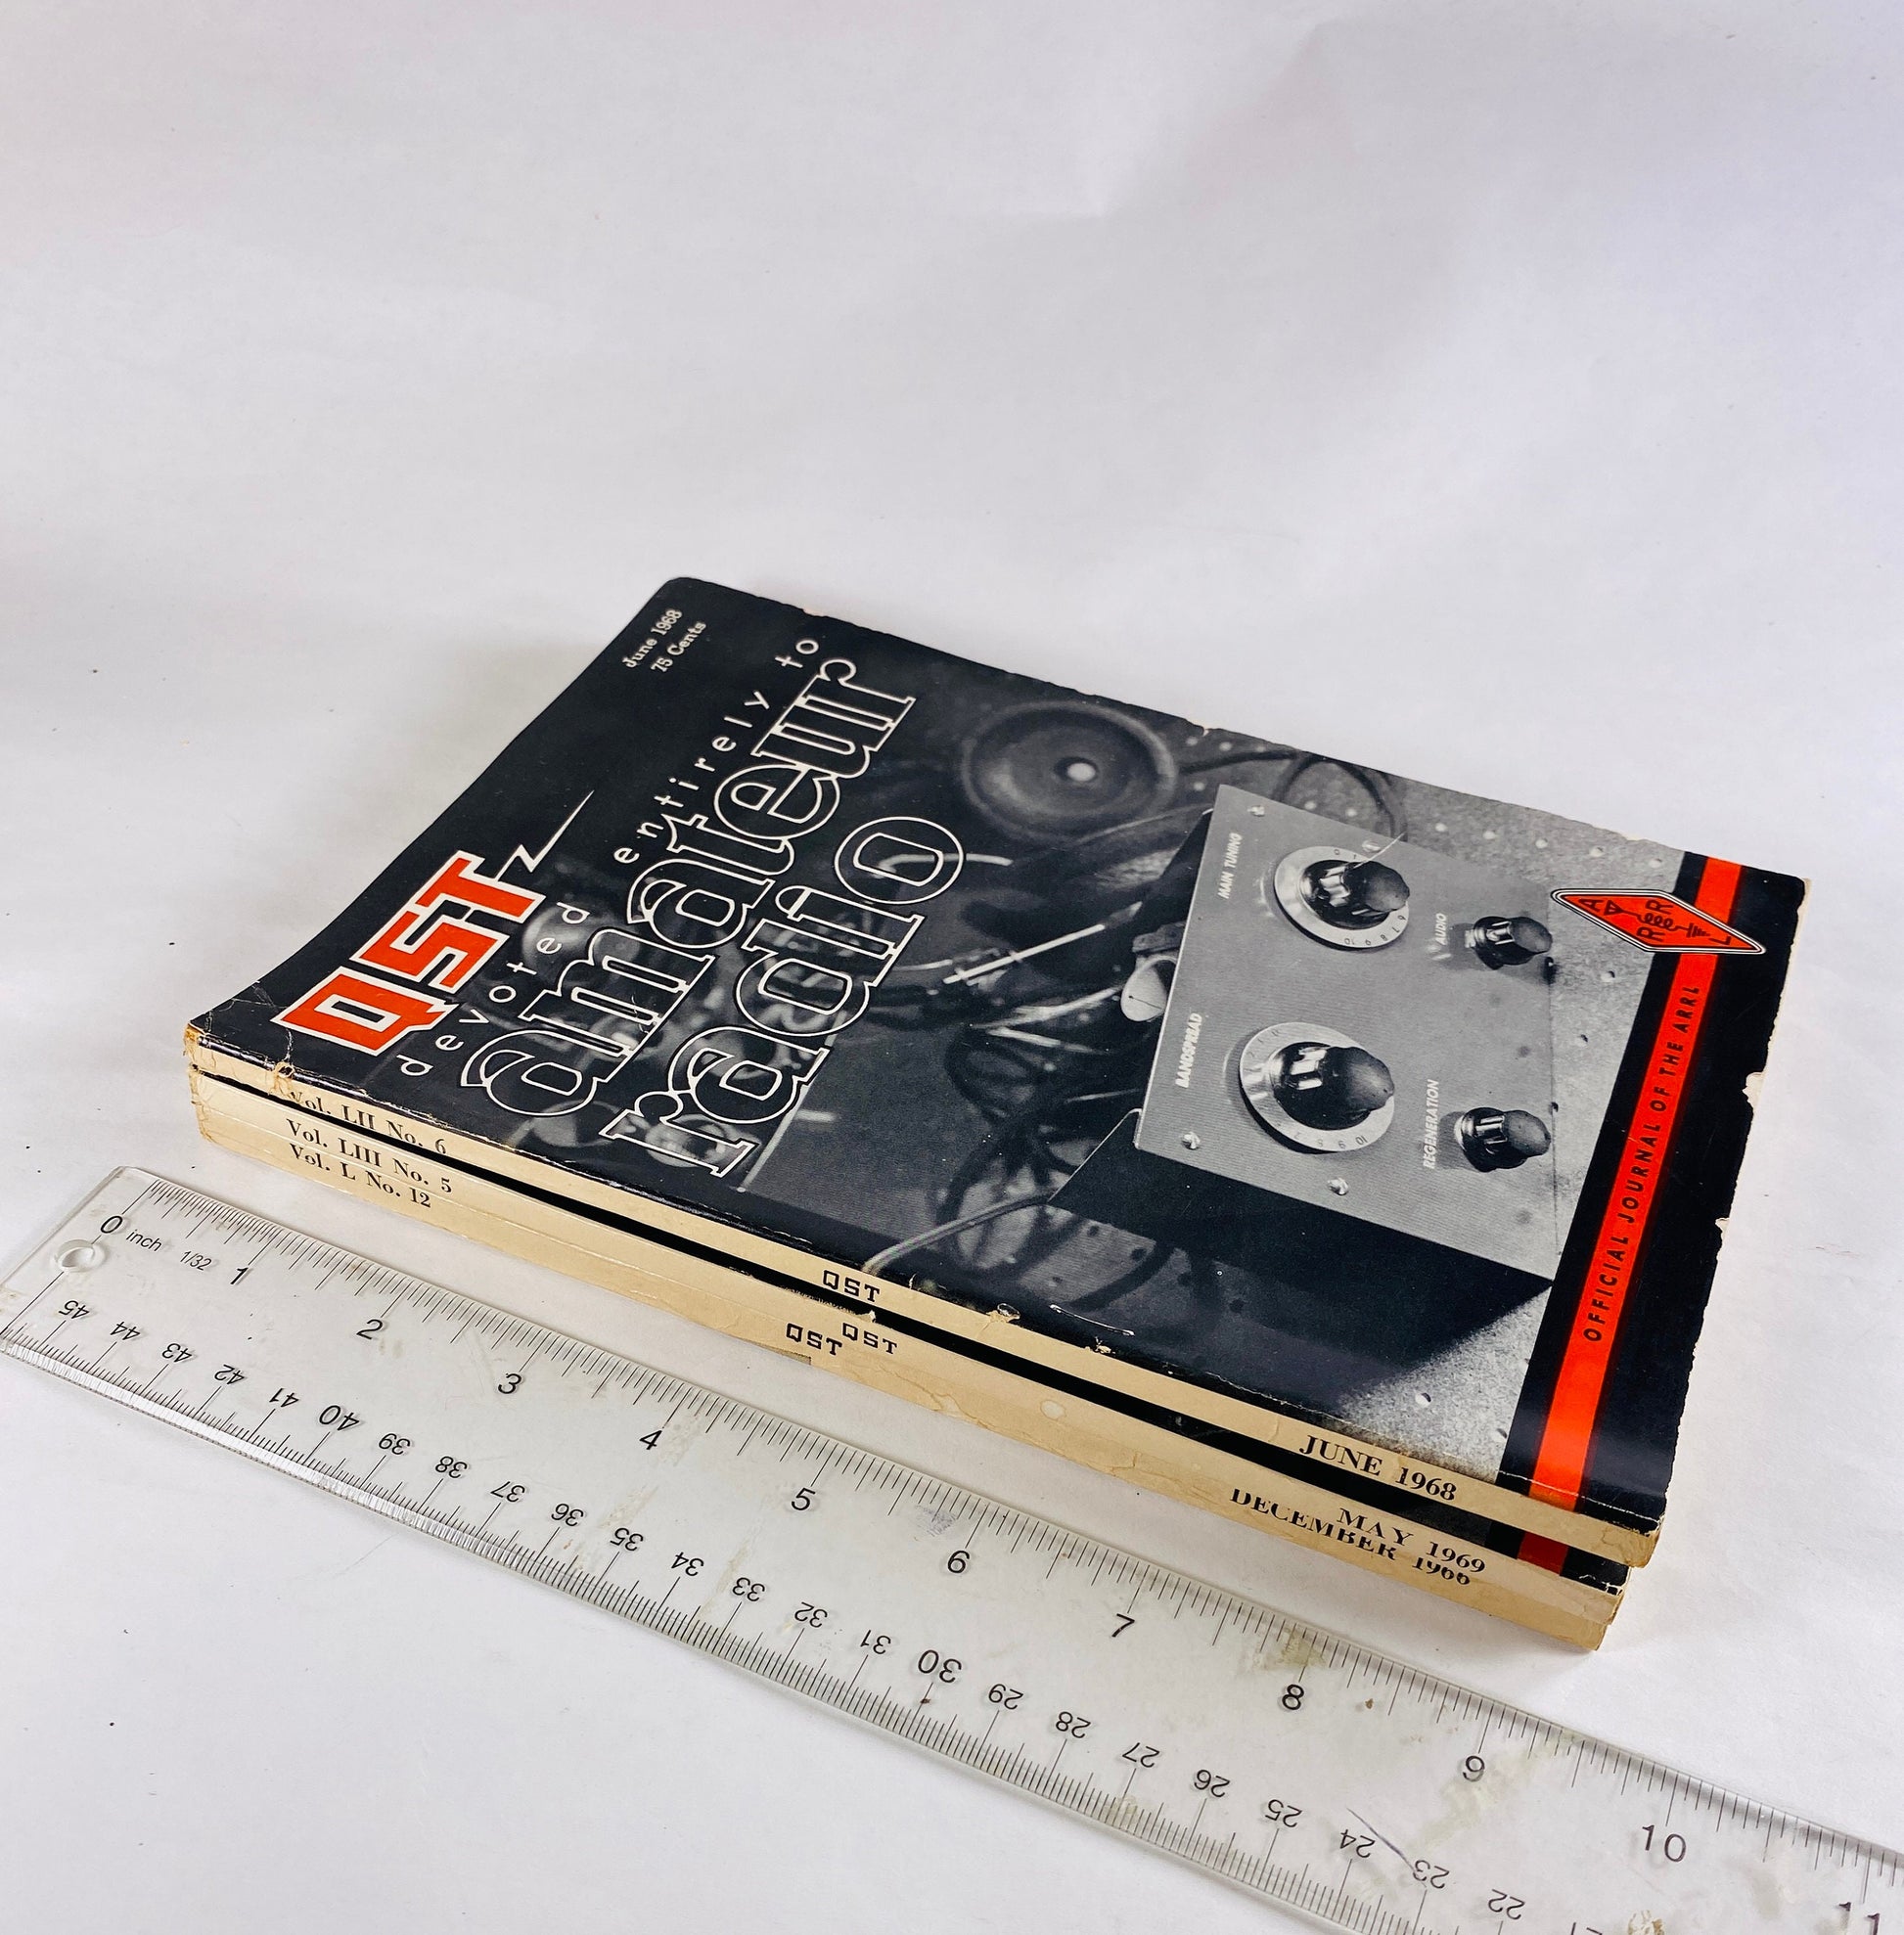 June 1968
75 Cents
QST
devoted entirely to
amateur
radio
MAIN TUNING
AUDIO
BANDSPREAD
REGENERATION
A R R L
OFFICIAL JOURNAL OF THE ARRL
Vol. LII No. 6 QST JUNE 1968
Vol. LIII No. 5 QST MAY 1969
Vol. L No. 12 QST DECEMBER 1966
0 inch 1/32 1 2 3 4 5 6 7 8 9 10 11
45 44 43 42 41 40 39 38 37 36 35 34 33 32 31 30 29 28 27 26 25 24 23 22